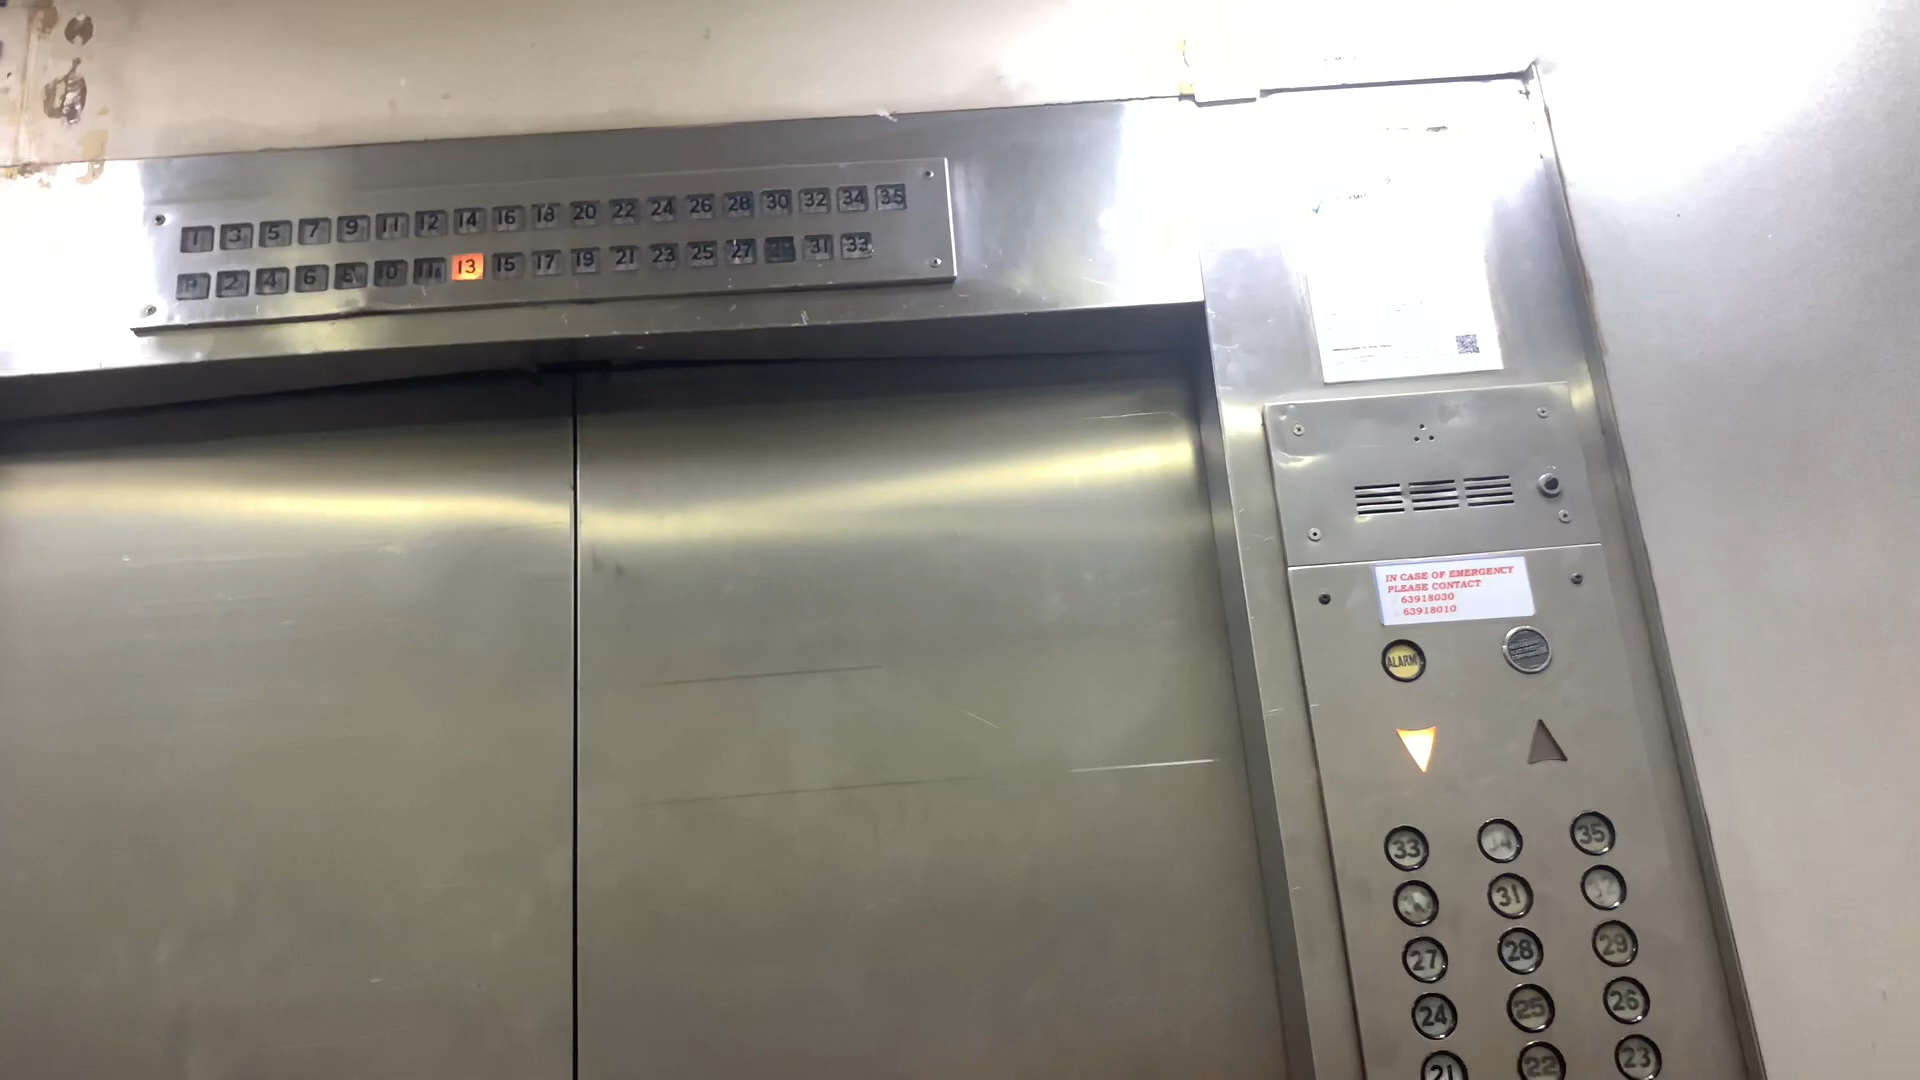 1 3 5 7 9 11 12 14 16 18 20 22 24 26 28 30 32 34 35
2 4 6 8 10 11 13 15 17 19 21 23 25 27 31 33
IN CASE OF EMERGENCY
PLEASE CONTACT
63918030
63918010
ALARM
33 35
31
27 28 29
24 25 26
21 22 23